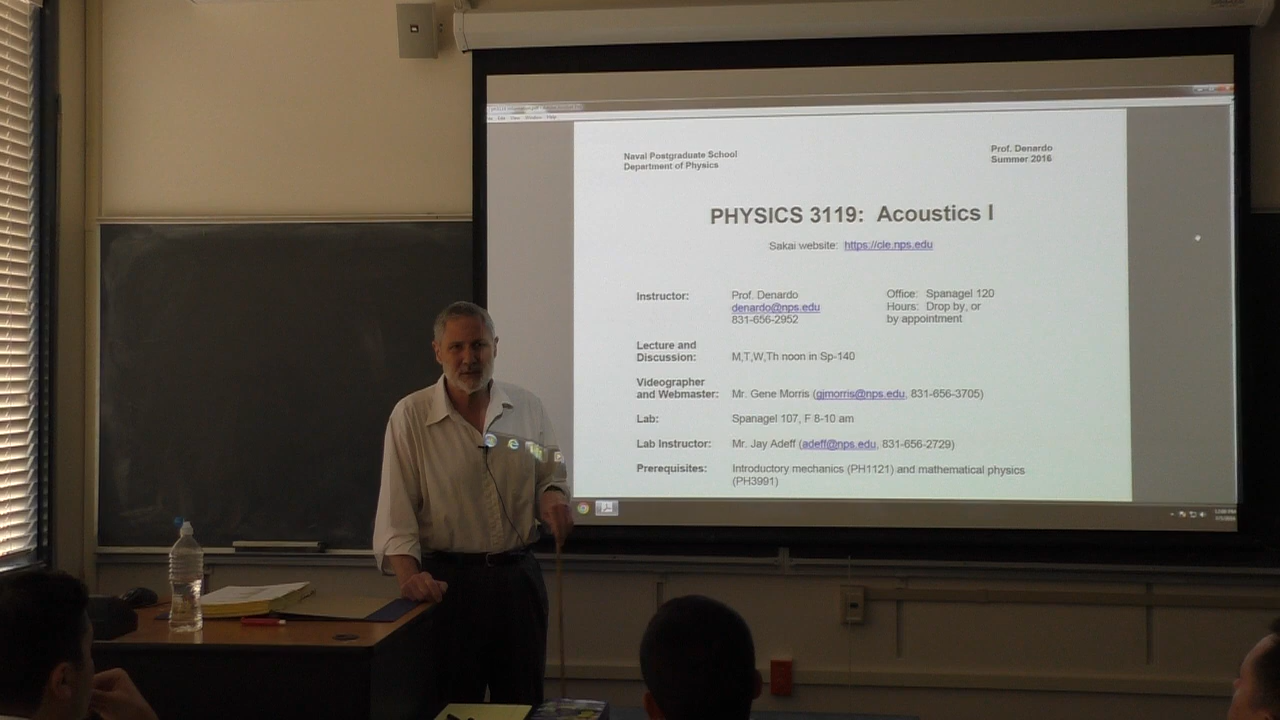 File View Window Help
Naval Postgraduate School
Department of Physics
Prof. Denardo
Summer 2016
PHYSICS 3119: Acoustics I
Sakai website: https://cle.nps.edu
Instructor: Prof. Denardo
denardo@nps.edu
831-656-2952
Office: Spanagel 120
Hours: Drop by, or
by appointment
Lecture and
Discussion: M,T,W,Th noon in Sp-140
Videographer
and Webmaster: Mr. Gene Morris (gjmorris@nps.edu, 831-656-3705)
Lab: Spanagel 107, F 8-10 am
Lab Instructor: Mr. Jay Adeff (adeff@nps.edu, 831-656-2729)
Prerequisites: Introductory mechanics (PH1121) and mathematical physics
(PH3991)